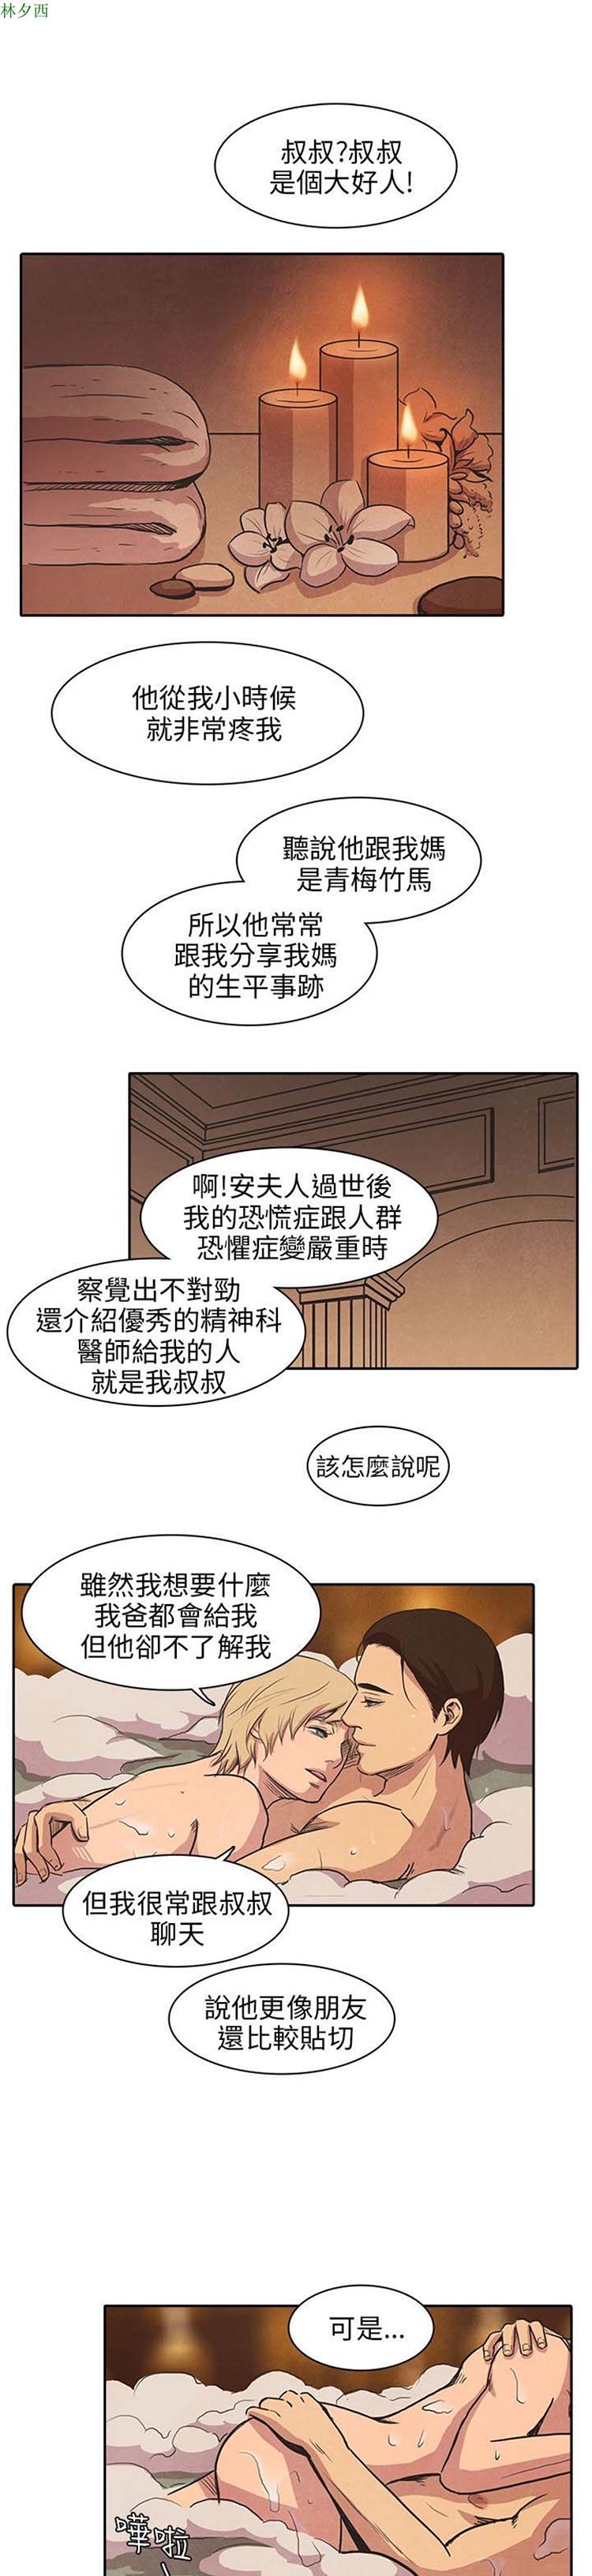 林夕西
叔叔?叔叔
是個大好人!
他從我小時候
就非常疼我
聽說他跟我媽
是青梅竹馬
所以他常常
跟我分享我媽
的生平事跡
啊!安夫人過世後
我的恐慌症跟人群
恐懼症變嚴重時
察覺出不對勁
還介紹優秀的精神科
醫師給我的人
就是我叔叔
該怎麼說呢
雖然我想要什麼
我爸都會給我
但他卻不了解我
但我很常跟叔叔
聊天
說他更像朋友
還比較貼切
可是...
嘩啦